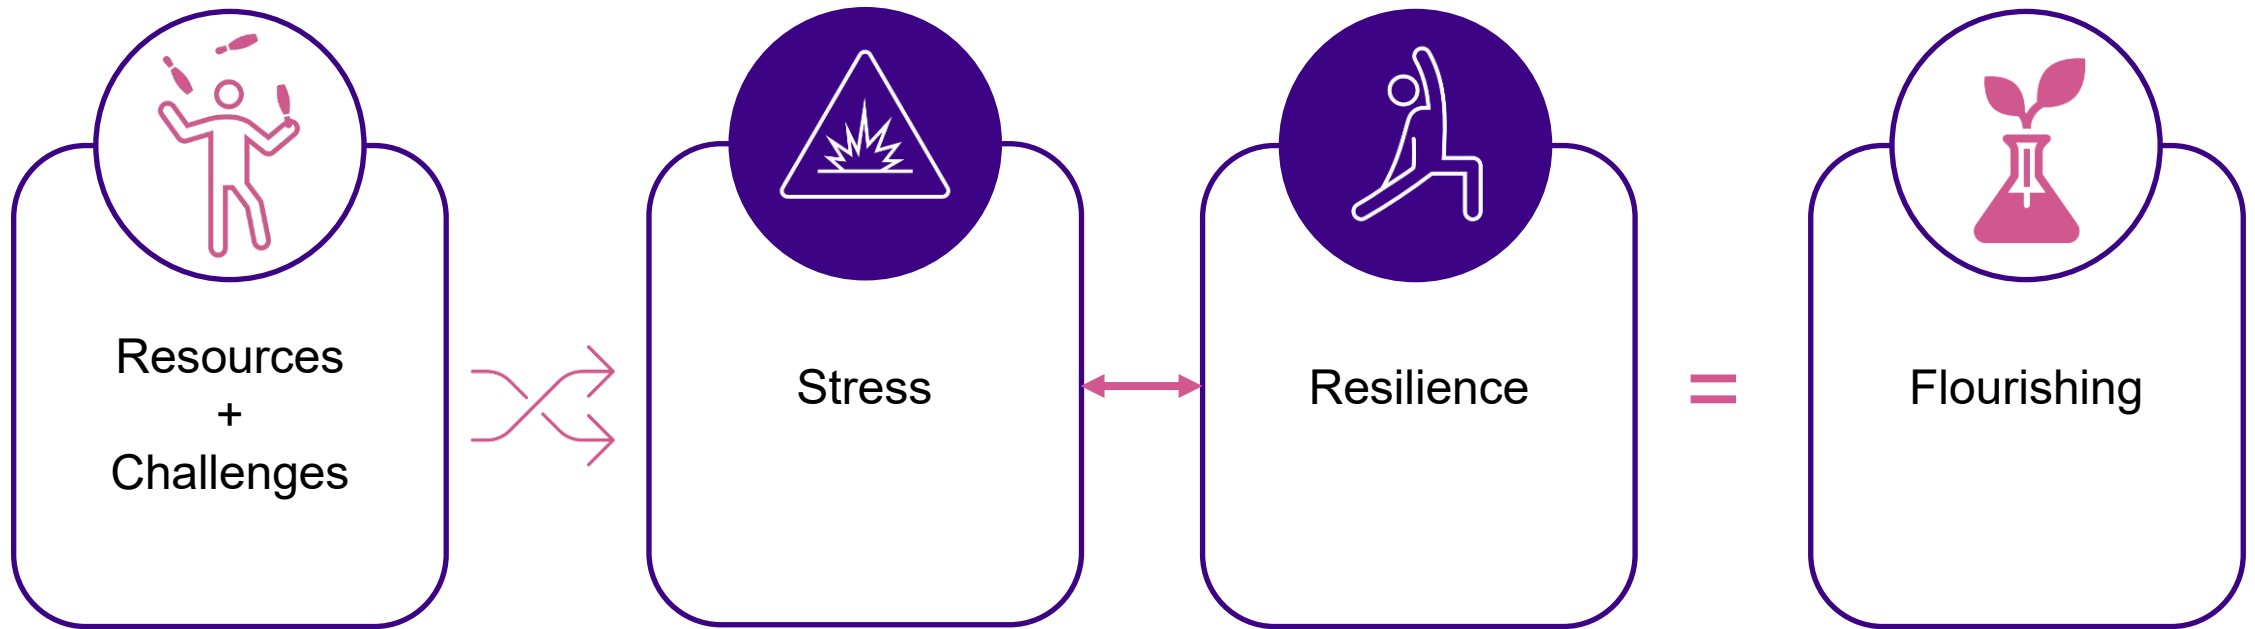 Resources
+
Challenges
Stress
Resilience
=
Flourishing